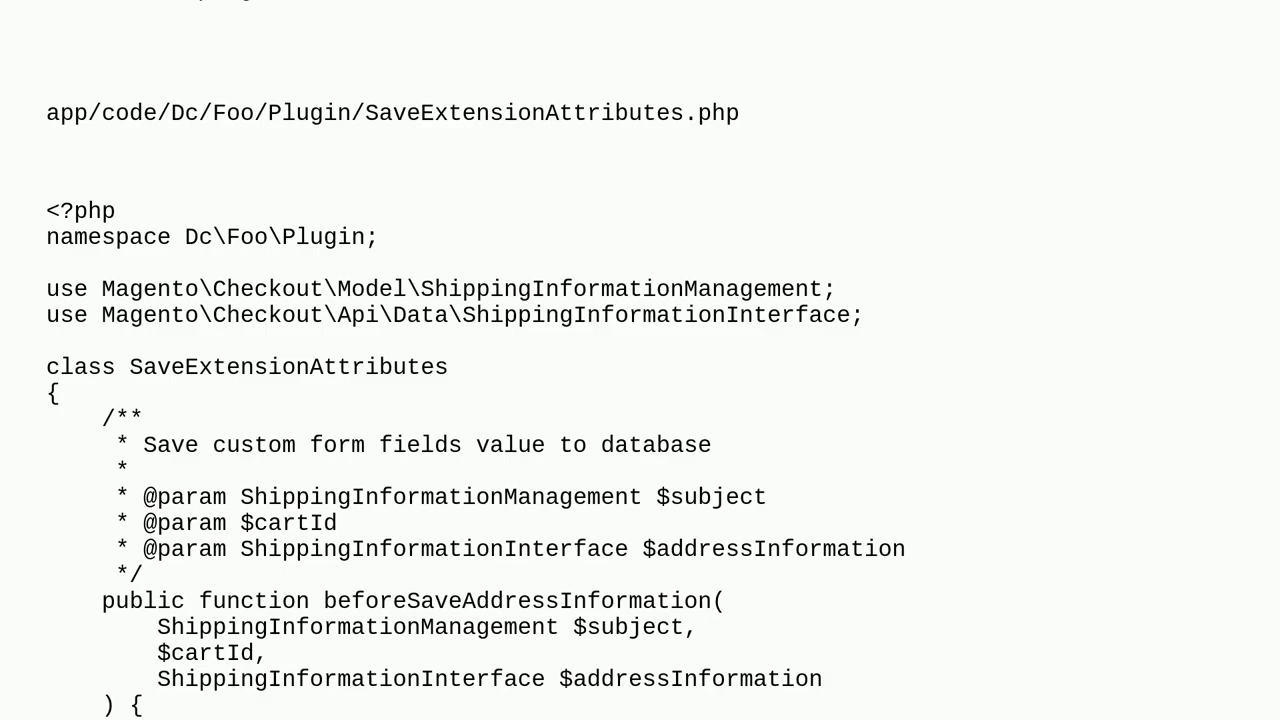 app/code/Dc/Foo/Plugin/SaveExtensionAttributes.php
<?php
namespace Dc\Foo\Plugin;
use Magento\Checkout\Model\ShippingInformationManagement;
use Magento\Checkout\Api\Data\ShippingInformationInterface;
class SaveExtensionAttributes
{
    /**
     * Save custom form fields value to database
     *
     * @param ShippingInformationManagement $subject
     * @param $cartId
     * @param ShippingInformationInterface $addressInformation
     */
    public function beforeSaveAddressInformation(
        ShippingInformationManagement $subject,
        $cartId,
        ShippingInformationInterface $addressInformation
    ) {